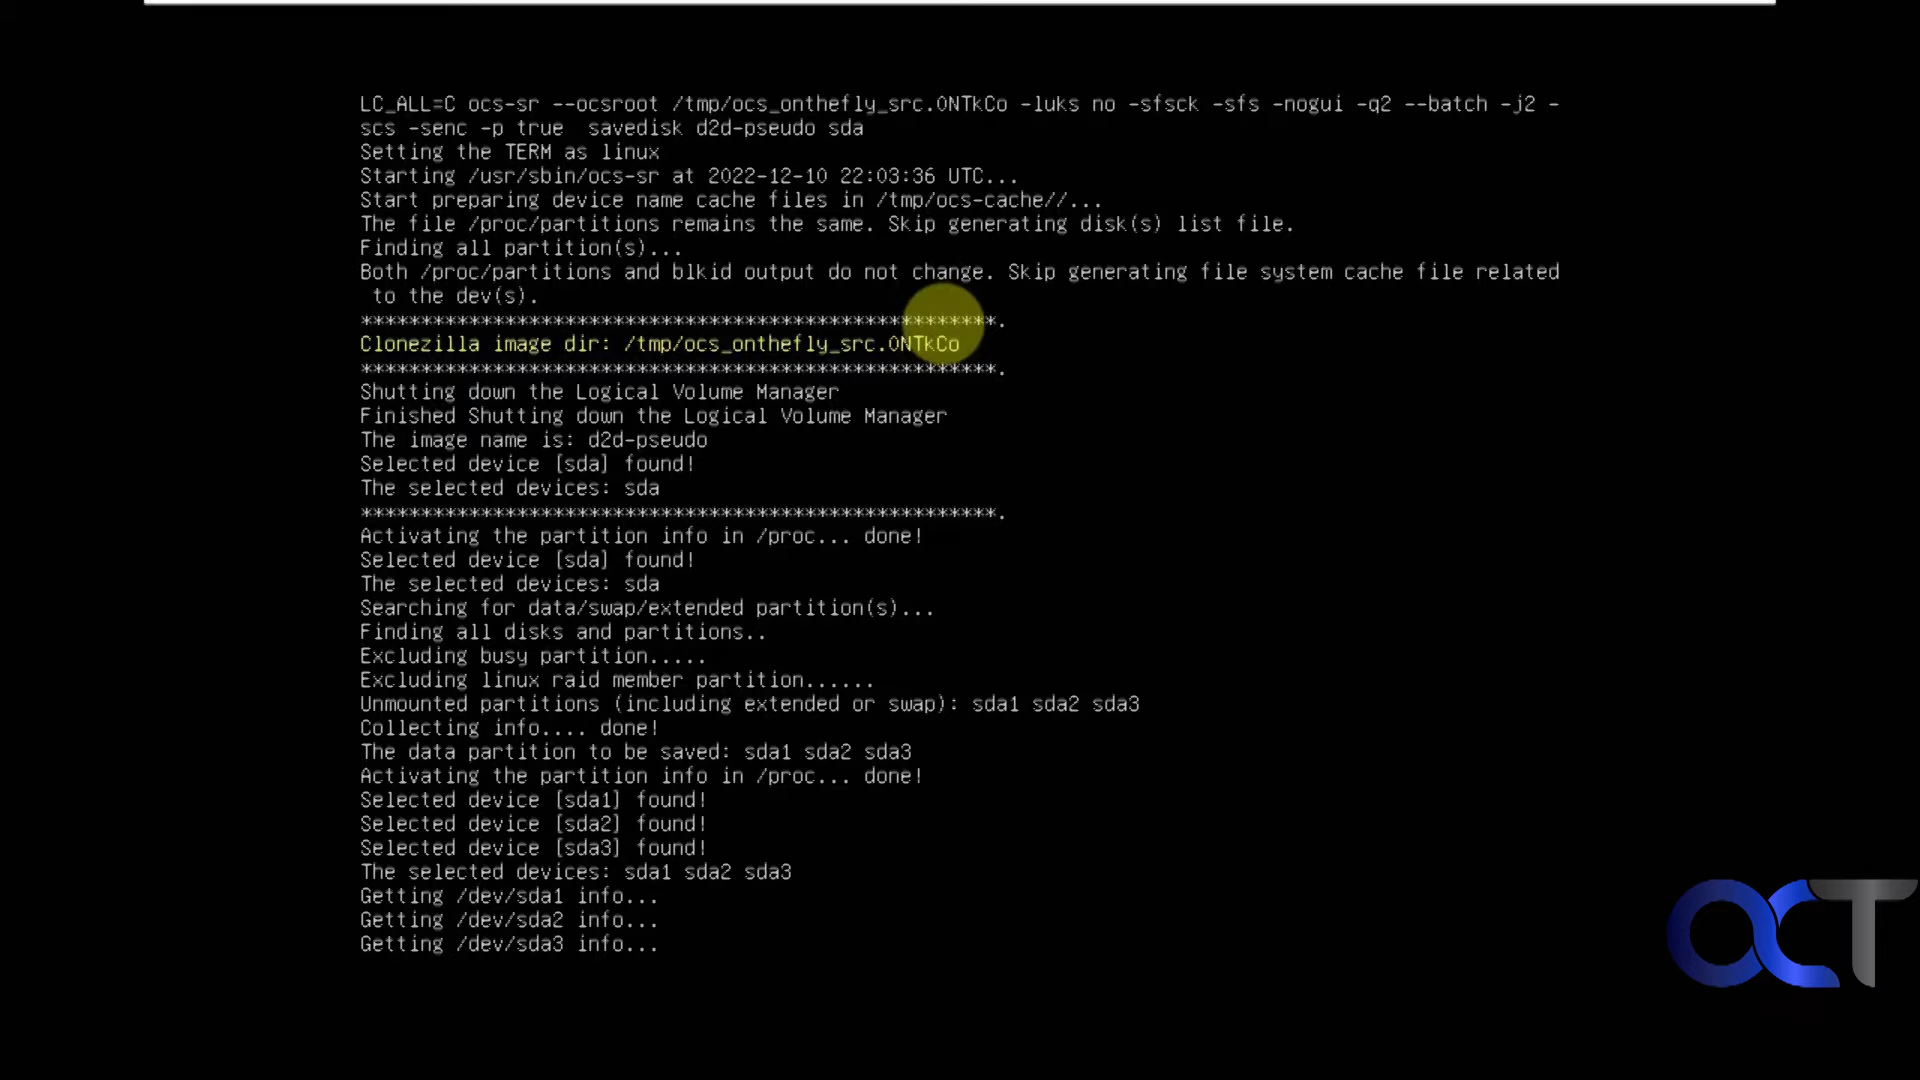 LC_ALL=C ocs-sr --ocsroot /tmp/ocs_onthefly_src.0NTkCo -luks no -sfsck -sfs -nogui -q2 --batch -j2 -
scs -senc -p true  savedisk d2d-pseudo sda
Setting the TERM as linux
Starting /usr/sbin/ocs-sr at 2022-12-10 22:03:36 UTC...
Start preparing device name cache files in /tmp/ocs-cache//...
The file /proc/partitions remains the same. Skip generating disk(s) list file.
Finding all partition(s)...
Both /proc/partitions and blkid output do not change. Skip generating file system cache file related
 to the dev(s).
*****************************************************.
Clonezilla image dir: /tmp/ocs_onthefly_src.0NTkCo
*****************************************************.
Shutting down the Logical Volume Manager
Finished Shutting down the Logical Volume Manager
The image name is: d2d-pseudo
Selected device [sda] found!
The selected devices: sda
*****************************************************.
Activating the partition info in /proc... done!
Selected device [sda] found!
The selected devices: sda
Searching for data/swap/extended partition(s)...
Finding all disks and partitions..
Excluding busy partition.....
Excluding linux raid member partition......
Unmounted partitions (including extended or swap): sda1 sda2 sda3
Collecting info.... done!
The data partition to be saved: sda1 sda2 sda3
Activating the partition info in /proc... done!
Selected device [sda1] found!
Selected device [sda2] found!
Selected device [sda3] found!
The selected devices: sda1 sda2 sda3
Getting /dev/sda1 info...
Getting /dev/sda2 info...
Getting /dev/sda3 info...
OCT